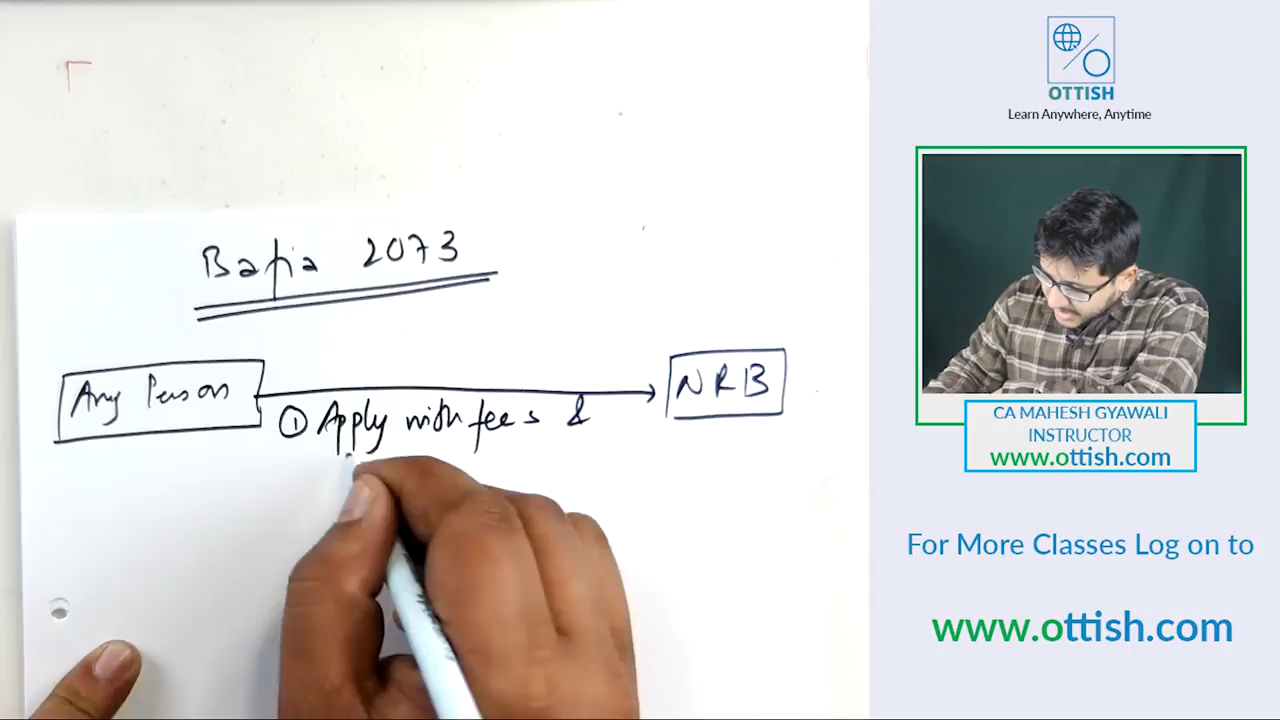 Bafia 2073
Any Person
NRB
① Apply with fees &
OTTISH
Learn Anywhere, Anytime
CA MAHESH GYAWALI
INSTRUCTOR
www.ottish.com
For More Classes Log on to
www.ottish.com